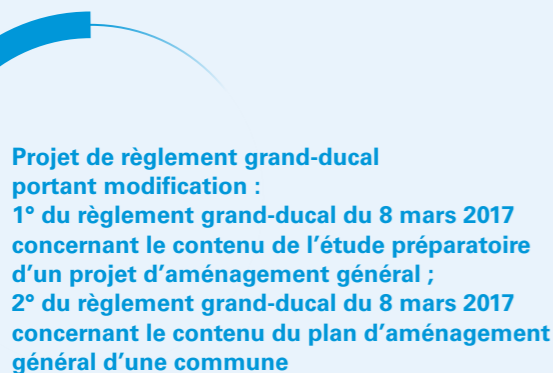 Projet de règlement grand-ducal
portant modification :
1° du règlement grand-ducal du 8 mars 2017
concernant le contenu de l’étude préparatoire
d’un projet d’aménagement général ;
2° du règlement grand-ducal du 8 mars 2017
concernant le contenu du plan d’aménagement
général d’une commune